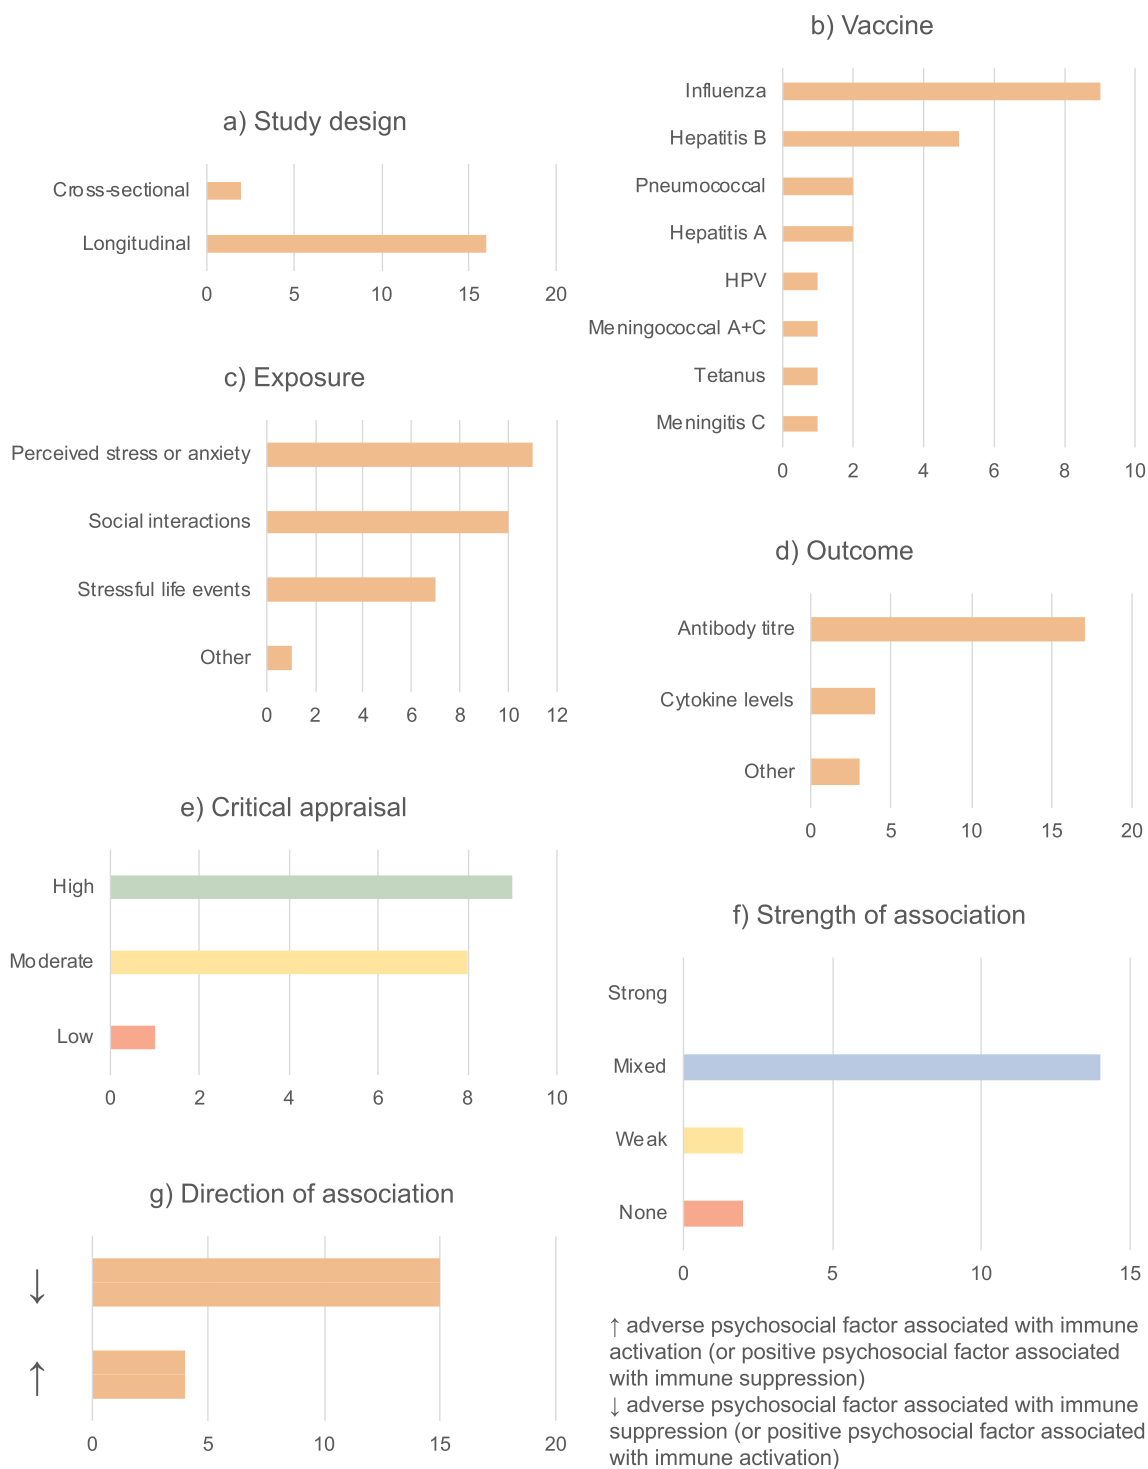 a) Study design
Cross-sectional
Longitudinal
0 5 10 15 20
b) Vaccine
Influenza
Hepatitis B
Pneumococcal
Hepatitis A
HPV
Meningococcal A+C
Tetanus
Meningitis C
0 2 4 6 8 10
c) Exposure
Perceived stress or anxiety
Social interactions
Stressful life events
Other
0 2 4 6 8 10 12
d) Outcome
Antibody titre
Cytokine levels
Other
0 5 10 15 20
e) Critical appraisal
High
Moderate
Low
0 2 4 6 8 10
f) Strength of association
Strong
Mixed
Weak
None
0 5 10 15
g) Direction of association
↓
↑
0 5 10 15 20
↑ adverse psychosocial factor associated with immune
activation (or positive psychosocial factor associated
with immune suppression)
↓ adverse psychosocial factor associated with immune
suppression (or positive psychosocial factor associated
with immune activation)